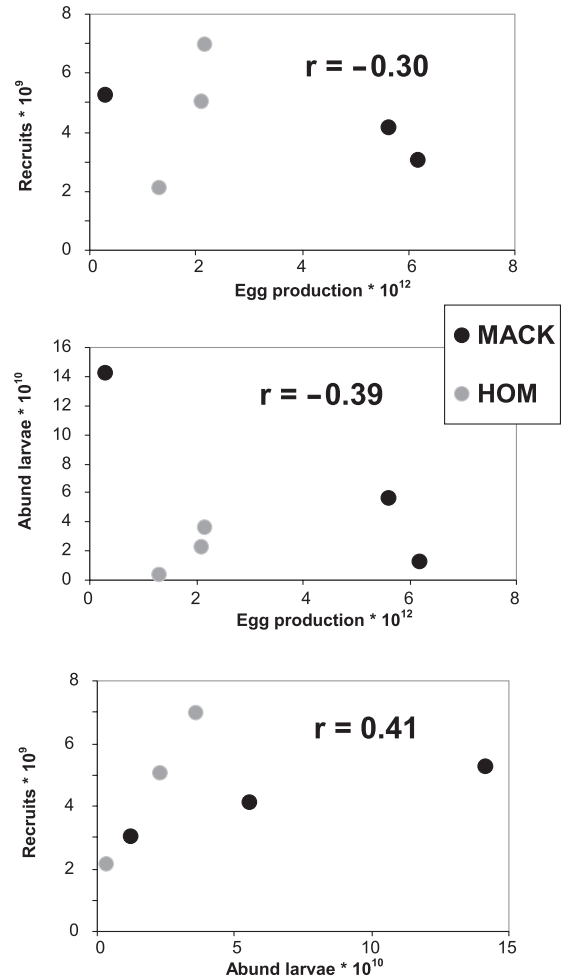 8
r = −0.30
6
Recruits * 10⁹
4
2
0
0 2 4 6 8
Egg production * 10¹²
MACK
HOM
16
r = −0.39
14
12
10
Abund larvae * 10¹⁰
8
6
4
2
0
0 2 4 6 8
Egg production * 10¹²
8
r = 0.41
6
Recruits * 10⁹
4
2
0
0 5 10 15
Abund larvae * 10¹⁰